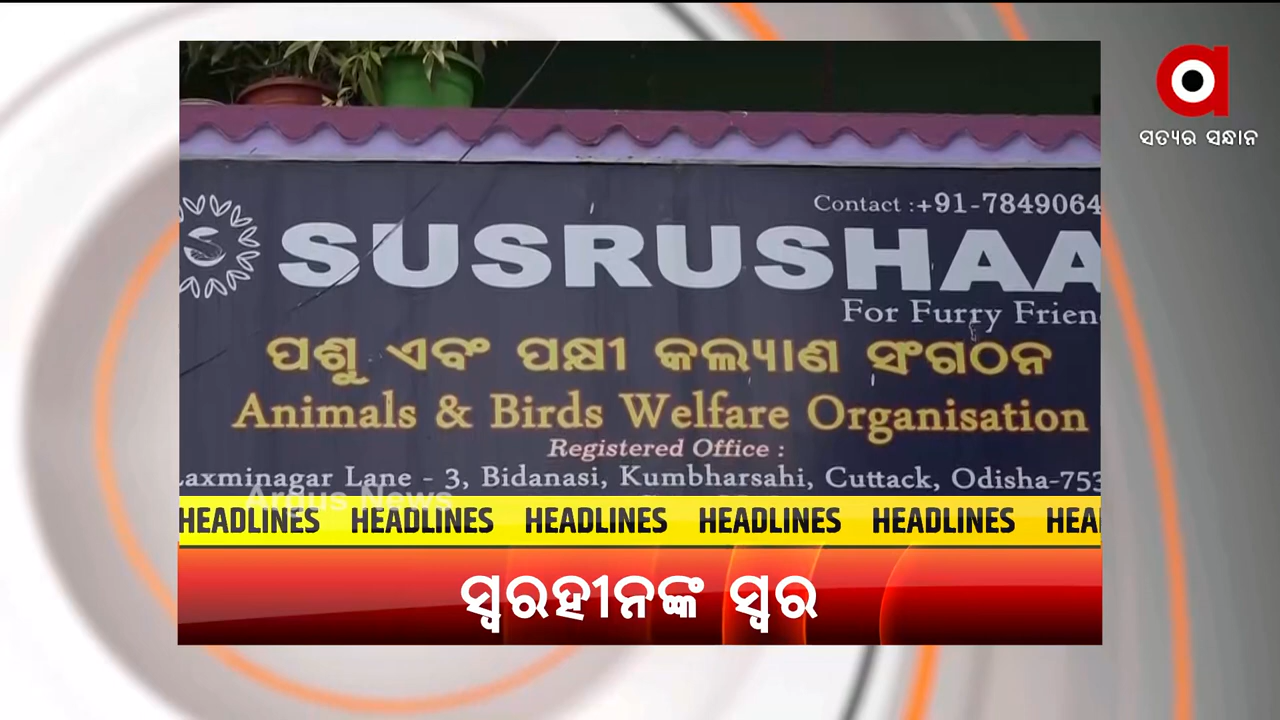 ସତ୍ୟର ସନ୍ଧାନ
Contact :+91-7849064
SUSRUSHAA
For Furry Frien
ପଶୁ ଏବଂ ପକ୍ଷୀ କଲ୍ୟାଣ ସଂଗଠନ
Animals & Birds Welfare Organisation
Registered Office :
Laxminagar Lane - 3, Bidanasi, Kumbharsahi, Cuttack, Odisha-753
Argus News
HEADLINES HEADLINES HEADLINES HEADLINES HEADLINES HEA
ସ୍ୱରହୀନଙ୍କ ସ୍ୱର